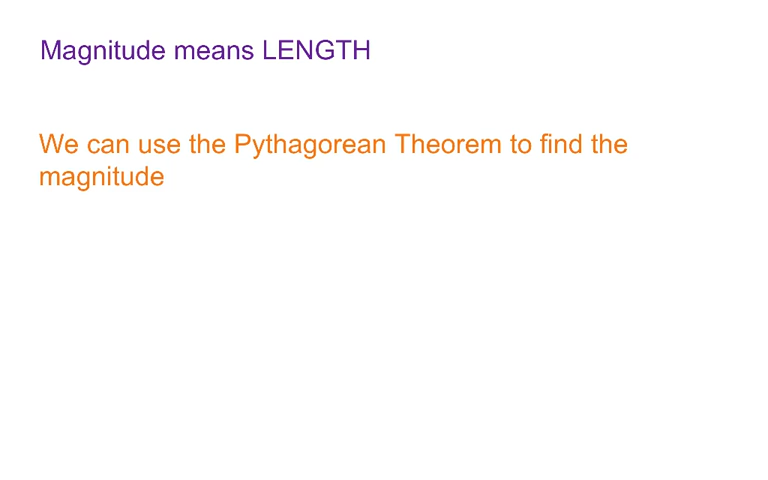 Magnitude means LENGTH
We can use the Pythagorean Theorem to find the
magnitude